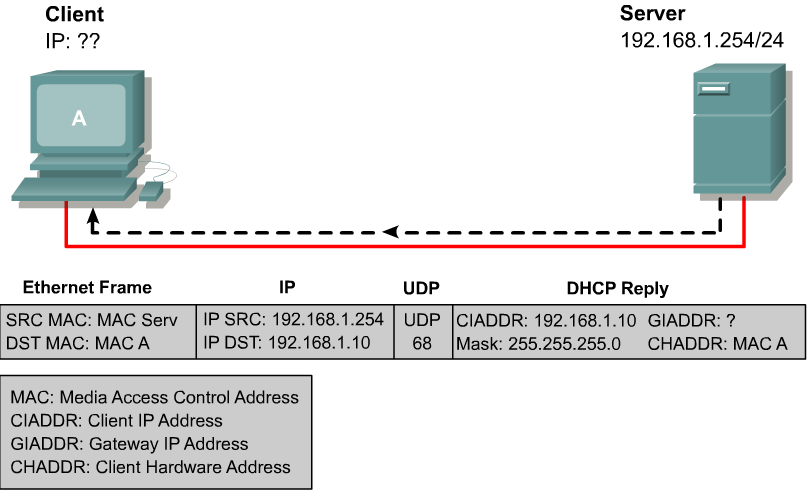 Client
IP: ??
Server
192.168.1.254/24
A
Ethernet Frame IP UDP DHCP Reply
SRC MAC: MAC Serv IP SRC: 192.168.1.254 UDP CIADDR: 192.168.1.10 GIADDR: ?
DST MAC: MAC A IP DST: 192.168.1.10 68 Mask: 255.255.255.0 CHADDR: MAC A
MAC: Media Access Control Address
CIADDR: Client IP Address
GIADDR: Gateway IP Address
CHADDR: Client Hardware Address